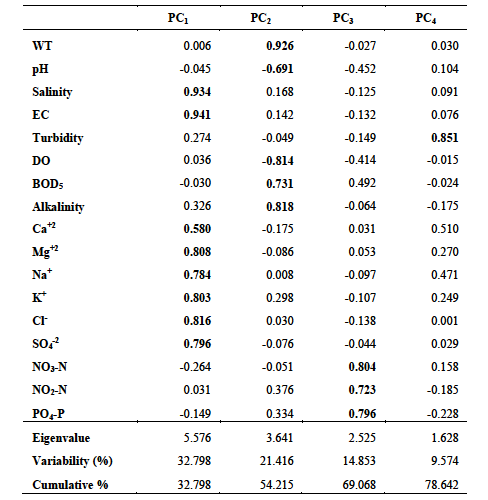 PC1 PC2 PC3 PC4
WT 0.006 0.926 -0.027 0.030
pH -0.045 -0.691 -0.452 0.104
Salinity 0.934 0.168 -0.125 0.091
EC 0.941 0.142 -0.132 0.076
Turbidity 0.274 -0.049 -0.149 0.851
DO 0.036 -0.814 -0.414 -0.015
BOD5 -0.030 0.731 0.492 -0.024
Alkalinity 0.326 0.818 -0.064 -0.175
Ca+2 0.580 -0.175 0.031 0.510
Mg+2 0.808 -0.086 0.053 0.270
Na+ 0.784 0.008 -0.097 0.471
K+ 0.803 0.298 -0.107 0.249
Cl- 0.816 0.030 -0.138 0.001
SO4-2 0.796 -0.076 -0.044 0.029
NO3-N -0.264 -0.051 0.804 0.158
NO2-N 0.031 0.376 0.723 -0.185
PO4-P -0.149 0.334 0.796 -0.228
Eigenvalue 5.576 3.641 2.525 1.628
Variability (%) 32.798 21.416 14.853 9.574
Cumulative % 32.798 54.215 69.068 78.642